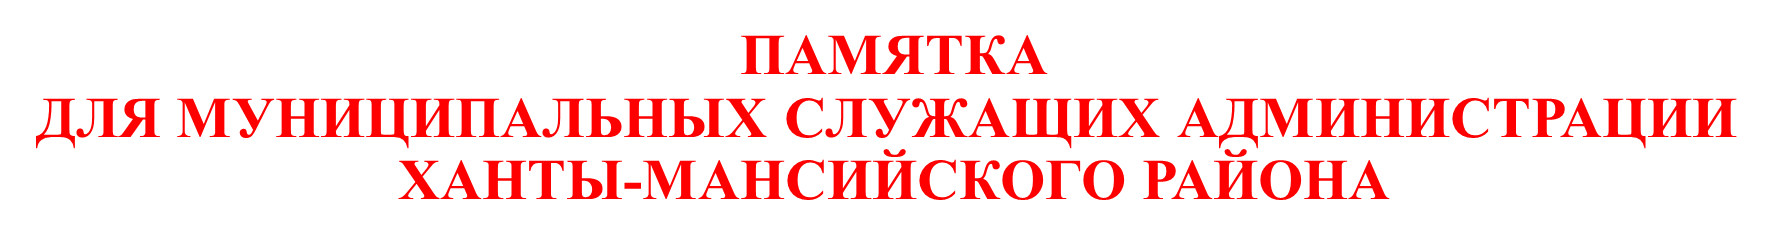 ПАМЯТКА
ДЛЯ МУНИЦИПАЛЬНЫХ СЛУЖАЩИХ АДМИНИСТРАЦИИ
ХАНТЫ-МАНСИЙСКОГО РАЙОНА